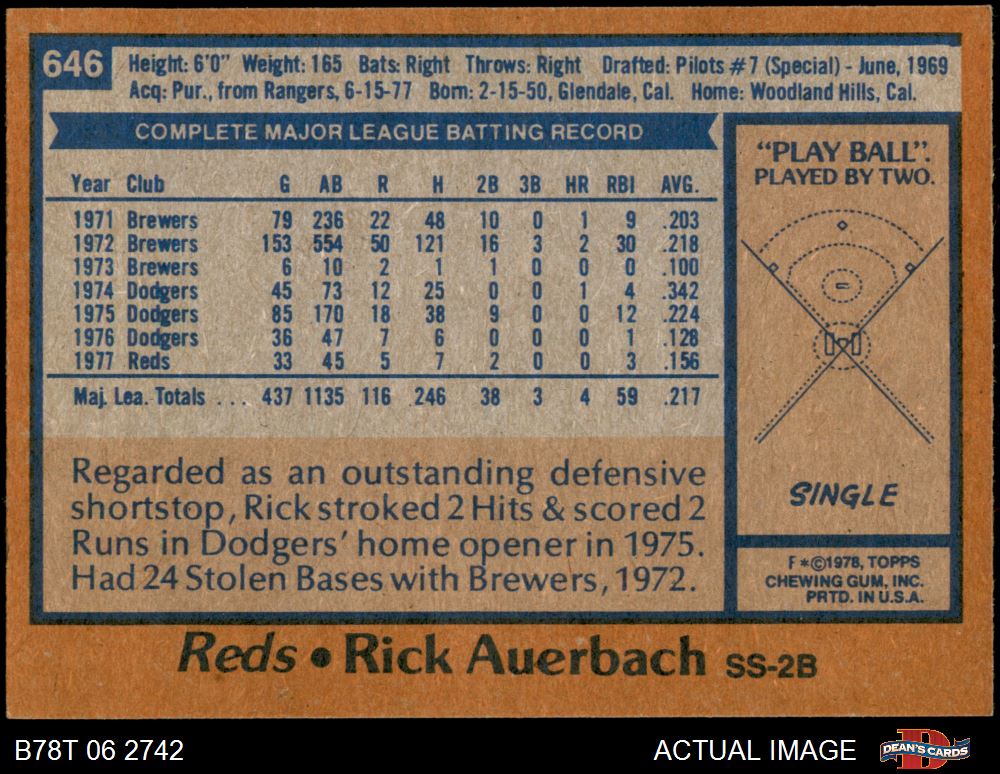 646
Height: 6'0" Weight: 165 Bats: Right Throws: Right Drafted: Pilots #7 (Special) - June, 1969
Acq: Pur., from Rangers, 6-15-77 Born: 2-15-50, Glendale, Cal. Home: Woodland Hills, Cal.
COMPLETE MAJOR LEAGUE BATTING RECORD
Year Club G AB R H 2B 3B HR RBI AVG.
1971 Brewers 79 236 22 48 10 0 1 9 .203
1972 Brewers 153 554 50 121 16 3 2 30 .218
1973 Brewers 6 10 2 1 1 0 0 0 .100
1974 Dodgers 45 73 12 25 0 0 1 4 .342
1975 Dodgers 85 170 18 38 9 0 0 12 .224
1976 Dodgers 36 47 7 6 0 0 0 1 .128
1977 Reds 33 45 5 7 2 0 0 3 .156
Maj. Lea. Totals . . . 437 1135 116 246 38 3 4 59 .217
Regarded as an outstanding defensive
shortstop, Rick stroked 2 Hits & scored 2
Runs in Dodgers' home opener in 1975.
Had 24 Stolen Bases with Brewers, 1972.
"PLAY BALL".
PLAYED BY TWO.
SINGLE
F *©1978, TOPPS
CHEWING GUM, INC.
PRTD. IN U.S.A.
Reds • Rick Auerbach SS-2B
B78T 06 2742 ACTUAL IMAGE
DEAN'S CARDS